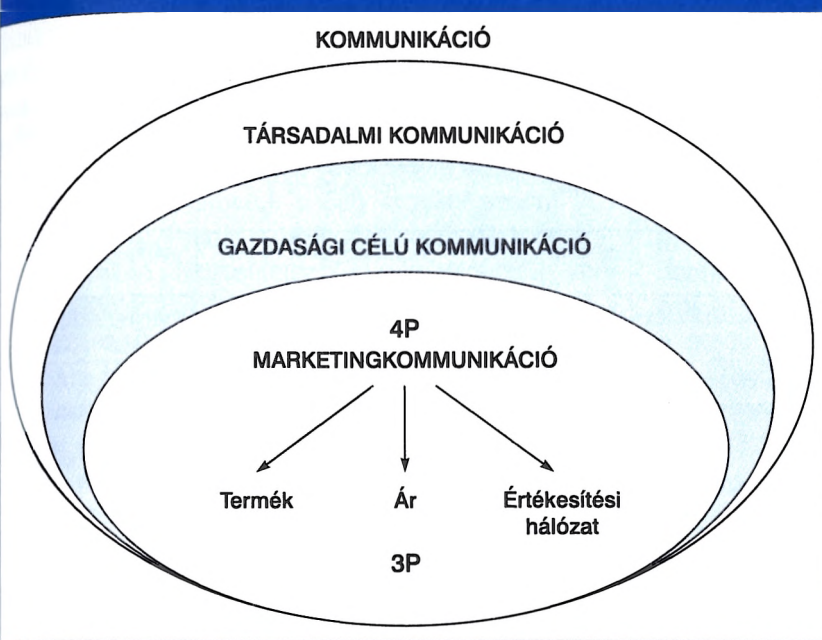 KOMMUNIKÁCIÓ
TÁRSADALMI KOMMUNIKÁCIÓ
GAZDASÁGI CÉLÚ KOMMUNIKÁCIÓ
4P
MARKETINGKOMMUNIKÁCIÓ
Termék Ár Értékesítési
hálózat
3P